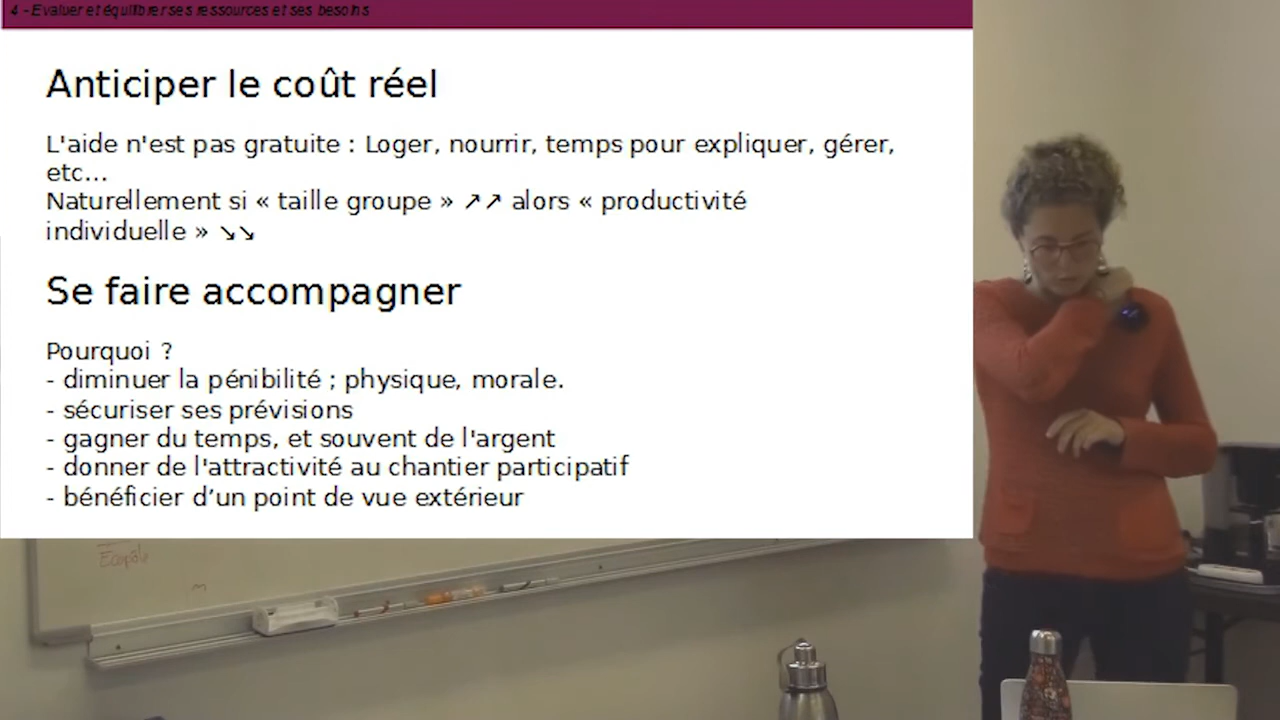 4 - Evaluer et équilibrer ses ressources et ses besoins
Anticiper le coût réel
L'aide n'est pas gratuite : Loger, nourrir, temps pour expliquer, gérer,
etc...
Naturellement si « taille groupe » ↗↗ alors « productivité
individuelle » ↘↘
Se faire accompagner
Pourquoi ?
- diminuer la pénibilité ; physique, morale.
- sécuriser ses prévisions
- gagner du temps, et souvent de l'argent
- donner de l'attractivité au chantier participatif
- bénéficier d’un point de vue extérieur
Ecopôle